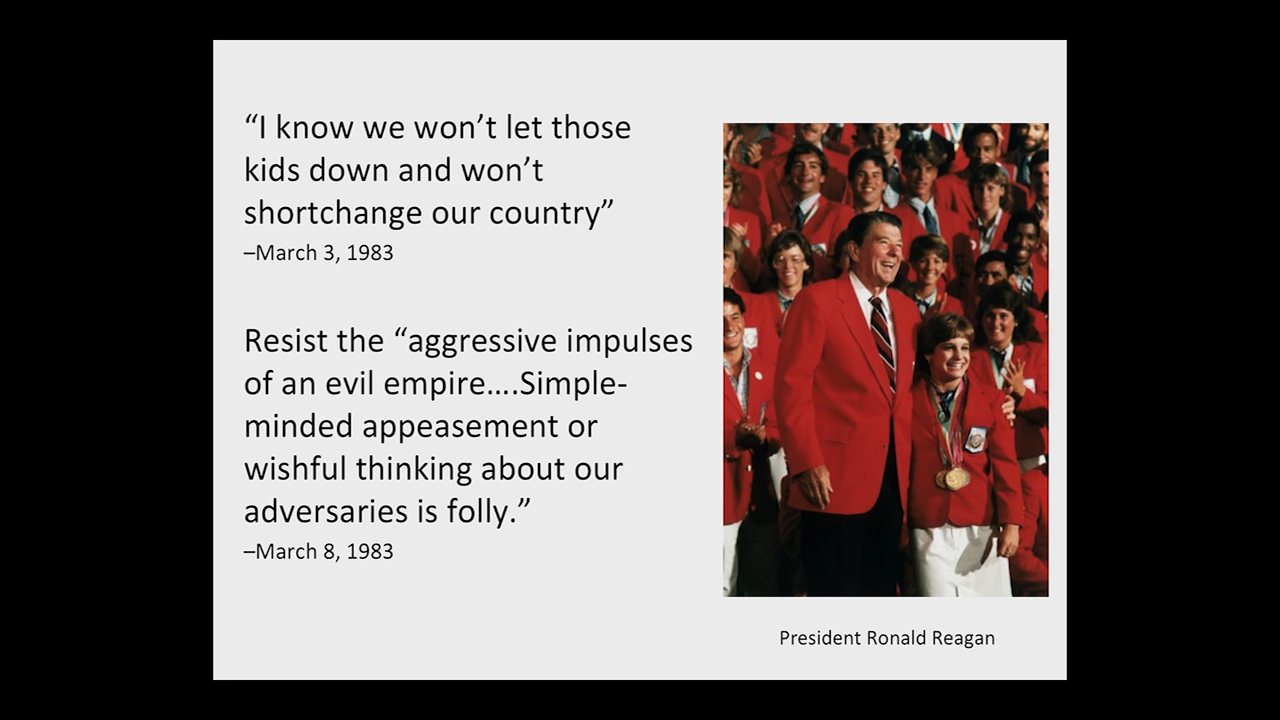 “I know we won’t let those
kids down and won’t
shortchange our country”
–March 3, 1983
Resist the “aggressive impulses
of an evil empire....Simple-
minded appeasement or
wishful thinking about our
adversaries is folly.”
–March 8, 1983
President Ronald Reagan